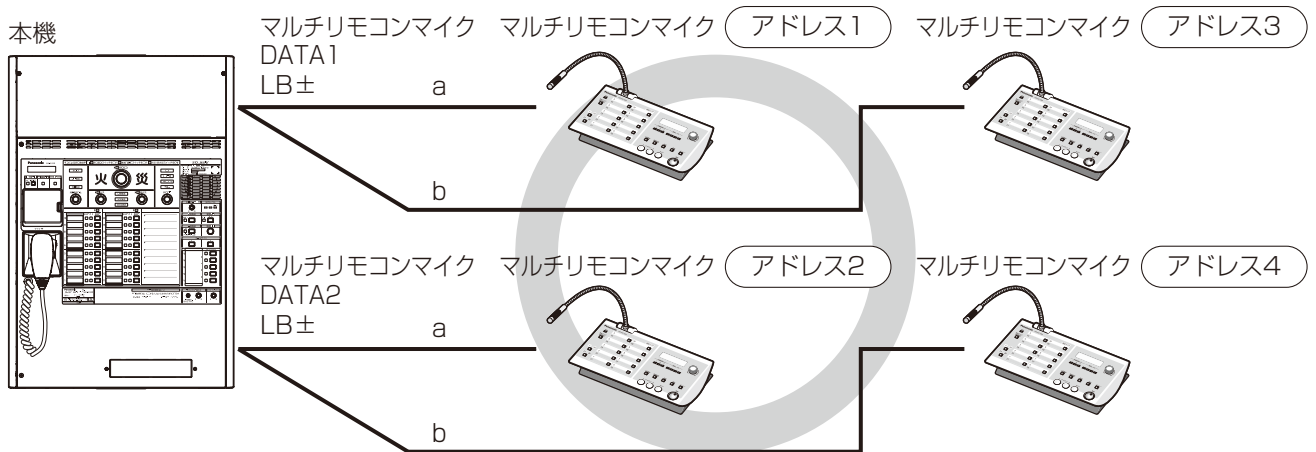 本機
マルチリモコンマイク
DATA1
LB±
a
b
マルチリモコンマイク アドレス1
マルチリモコンマイク アドレス3
Panasonic
火 災
マルチリモコンマイク
DATA2
LB±
a
b
マルチリモコンマイク アドレス2
マルチリモコンマイク アドレス4